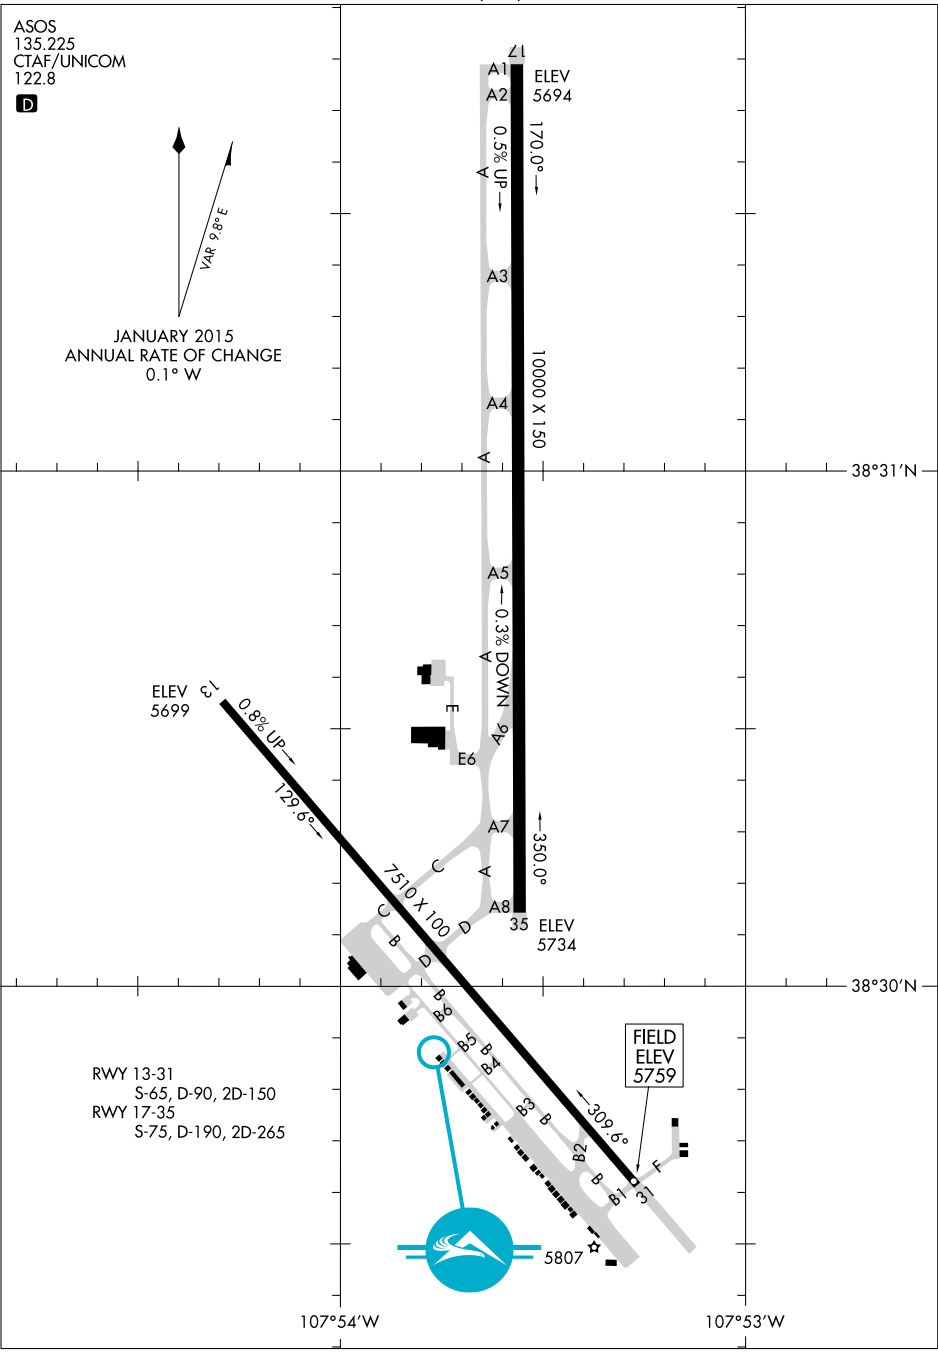 ASOS
135.225
CTAF/UNICOM
122.8
D
VAR 9.8° E
JANUARY 2015
ANNUAL RATE OF CHANGE
0.1° W
17
ELEV
5694
A1
A2
170.0°
0.5% UP
A
A3
10000 X 150
A4
A
38°31'N
A5
0.3% DOWN
A
ELEV
5699
13
0.8% UP
129.6°
E
E6
A6
A7
350.0°
C
A
7510 X 100
A8
35
ELEV
5734
C
D
B
D
38°30'N
B
B6
B5
B
B4
B3
B
B2
309.6°
FIELD
ELEV
5759
F
B
B1
31
RWY 13-31
S-65, D-90, 2D-150
RWY 17-35
S-75, D-190, 2D-265
5807
107°54'W
107°53'W